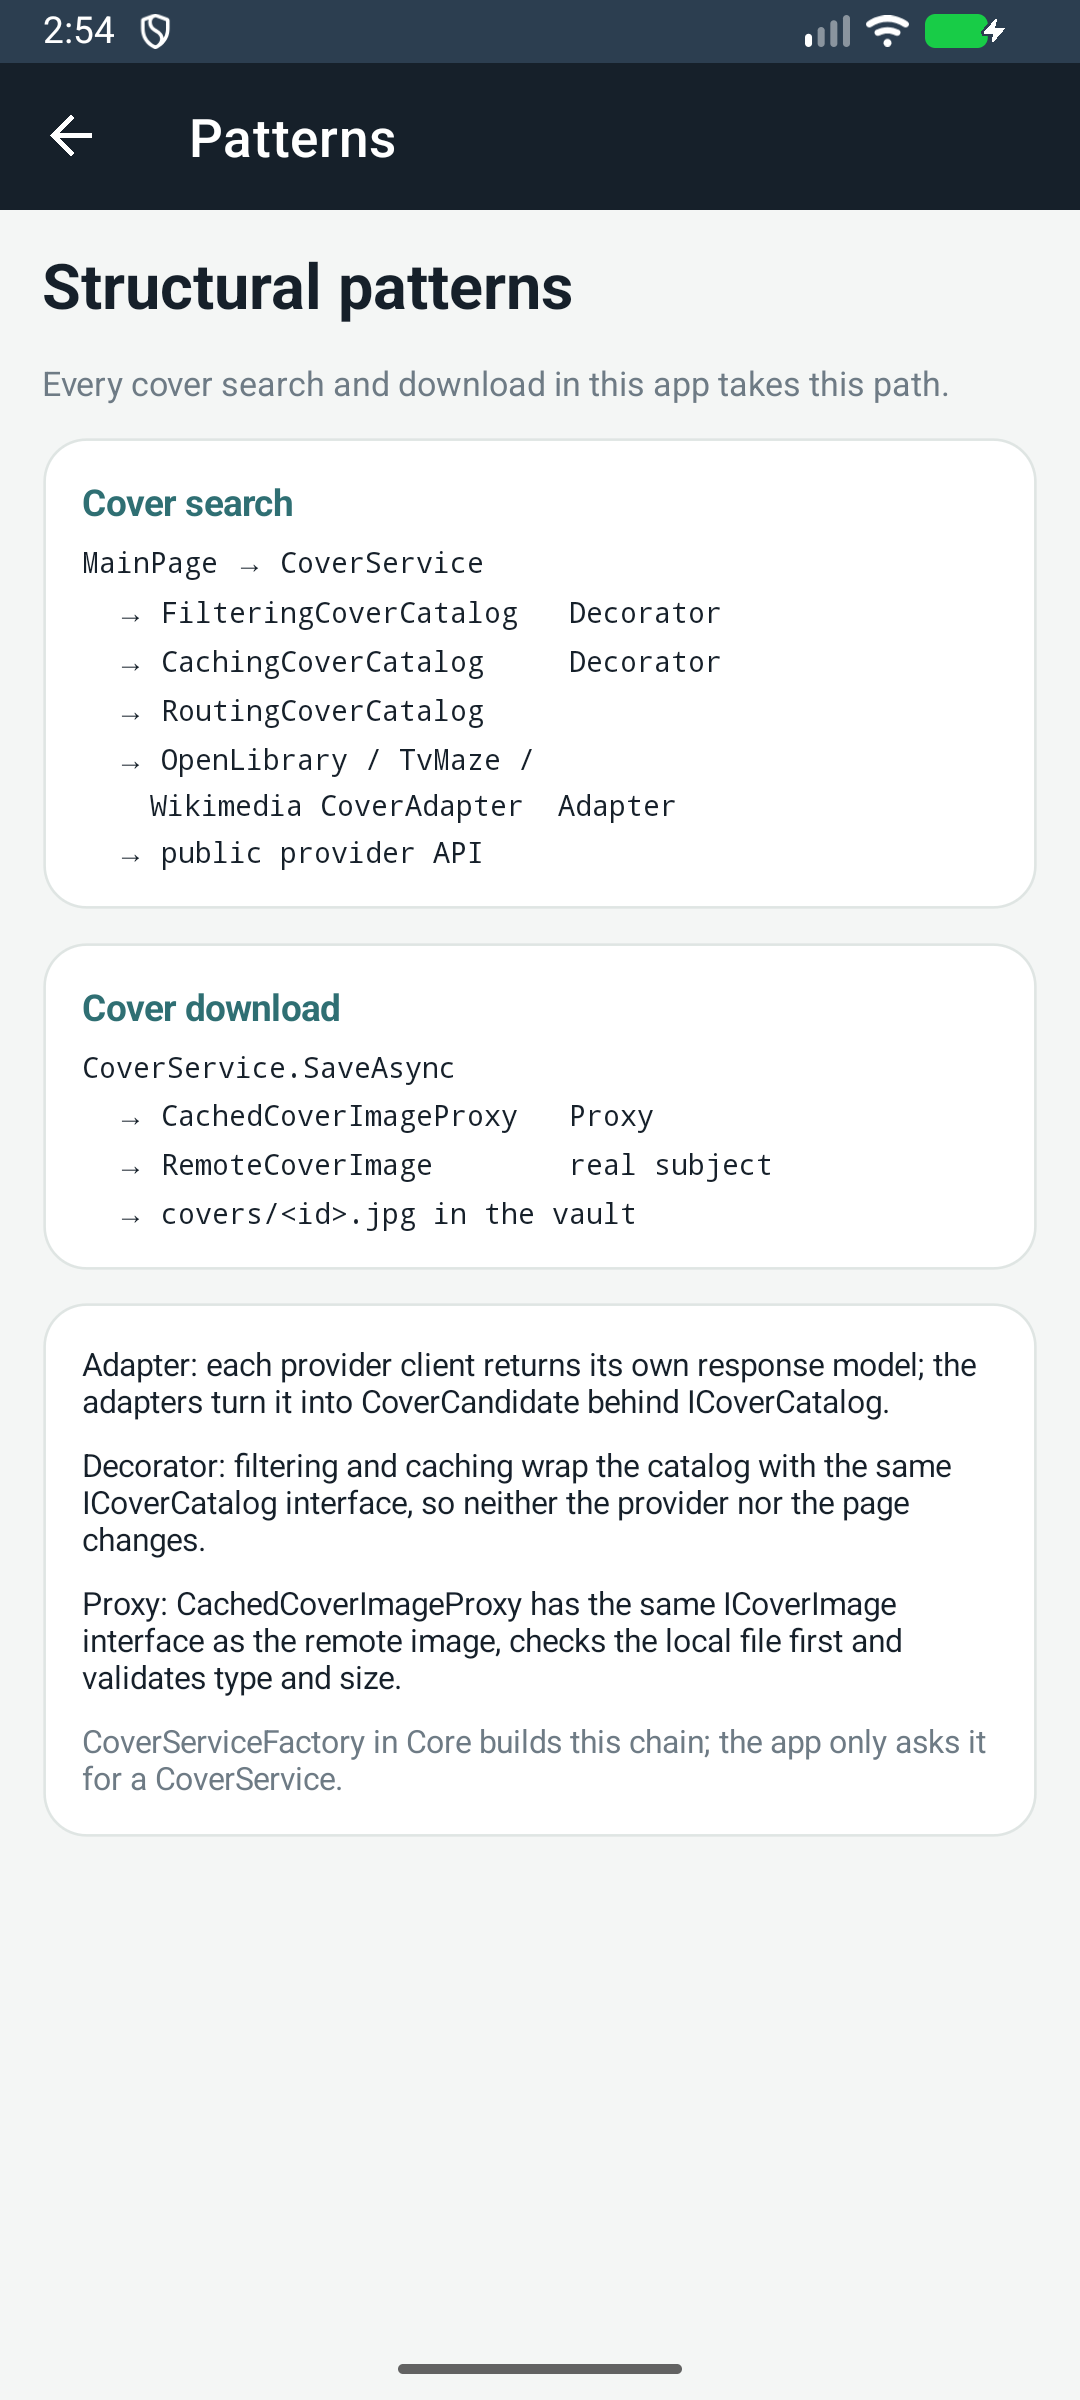 2:54
Patterns
Structural patterns
Every cover search and download in this app takes this path.
Cover search
MainPage → CoverService
→ FilteringCoverCatalog Decorator
→ CachingCoverCatalog Decorator
→ RoutingCoverCatalog
→ OpenLibrary / TvMaze /
Wikimedia CoverAdapter Adapter
→ public provider API
Cover download
CoverService.SaveAsync
→ CachedCoverImageProxy Proxy
→ RemoteCoverImage real subject
→ covers/<id>.jpg in the vault
Adapter: each provider client returns its own response model; the
adapters turn it into CoverCandidate behind ICoverCatalog.
Decorator: filtering and caching wrap the catalog with the same
ICoverCatalog interface, so neither the provider nor the page
changes.
Proxy: CachedCoverImageProxy has the same ICoverImage
interface as the remote image, checks the local file first and
validates type and size.
CoverServiceFactory in Core builds this chain; the app only asks it
for a CoverService.